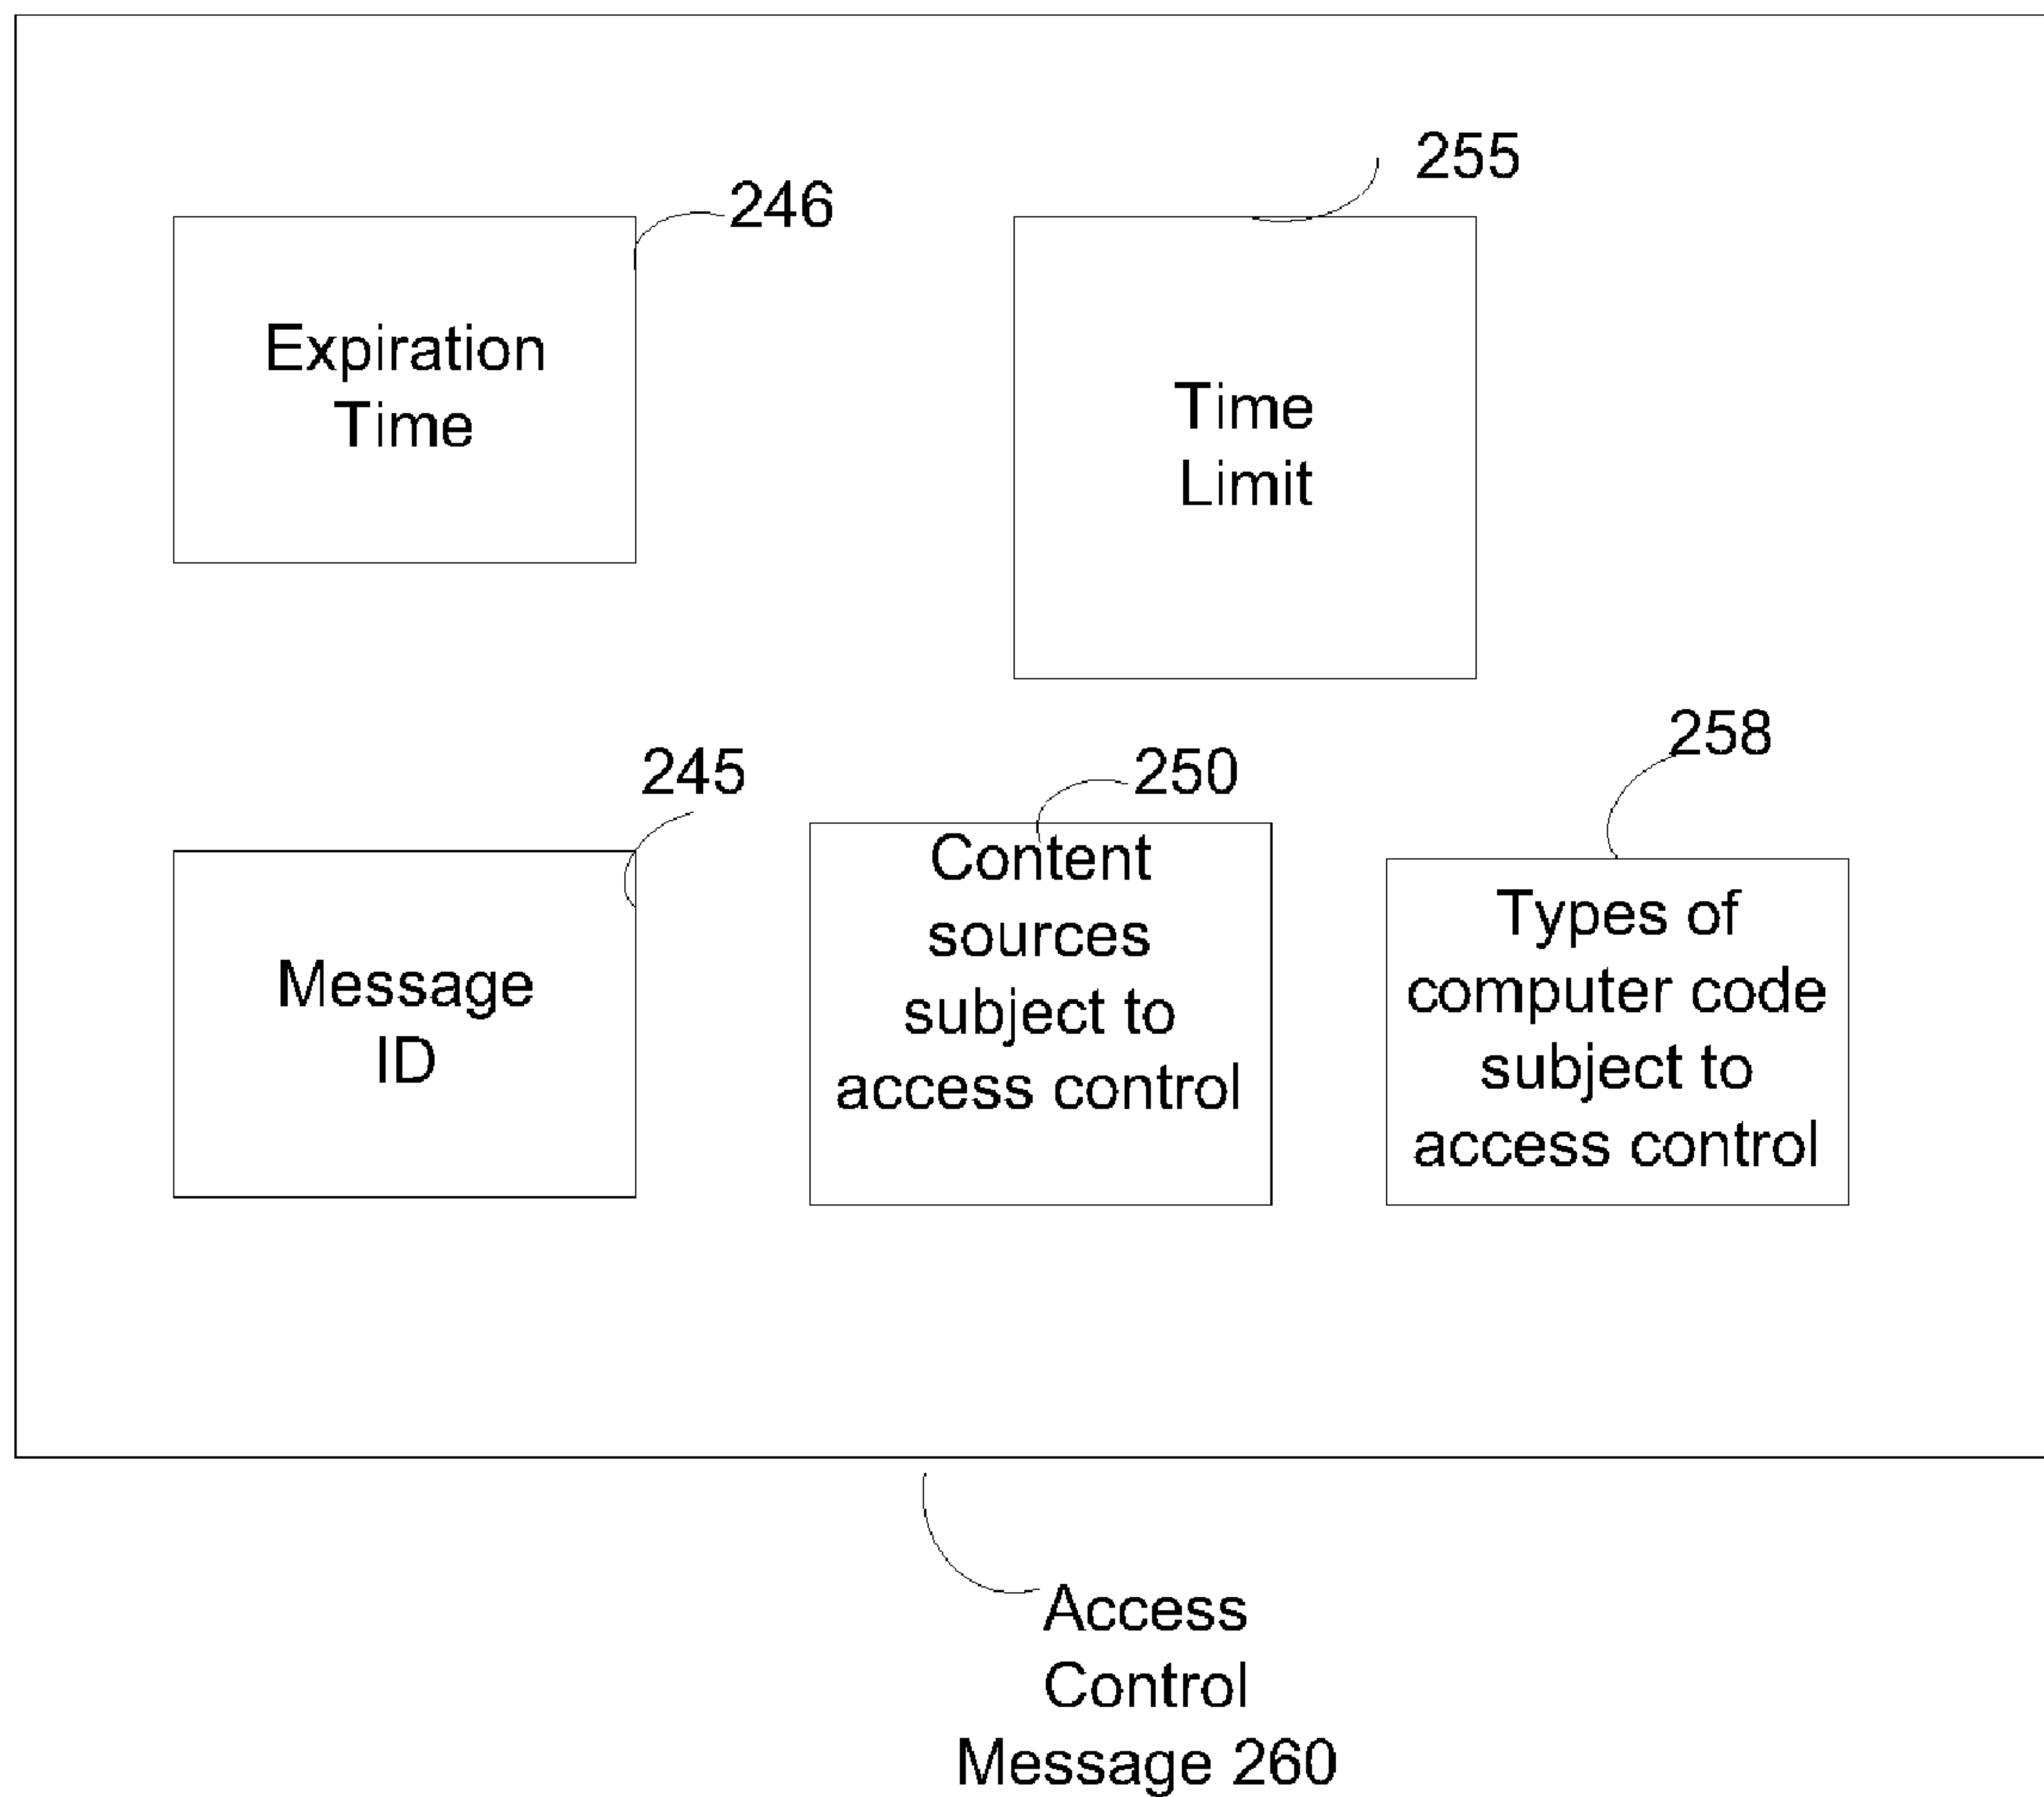 246
Expiration
Time
255
Time
Limit
245
Message
ID
250
Content
sources
subject to
access control
258
Types of
computer code
subject to
access control
Access
Control
Message 260